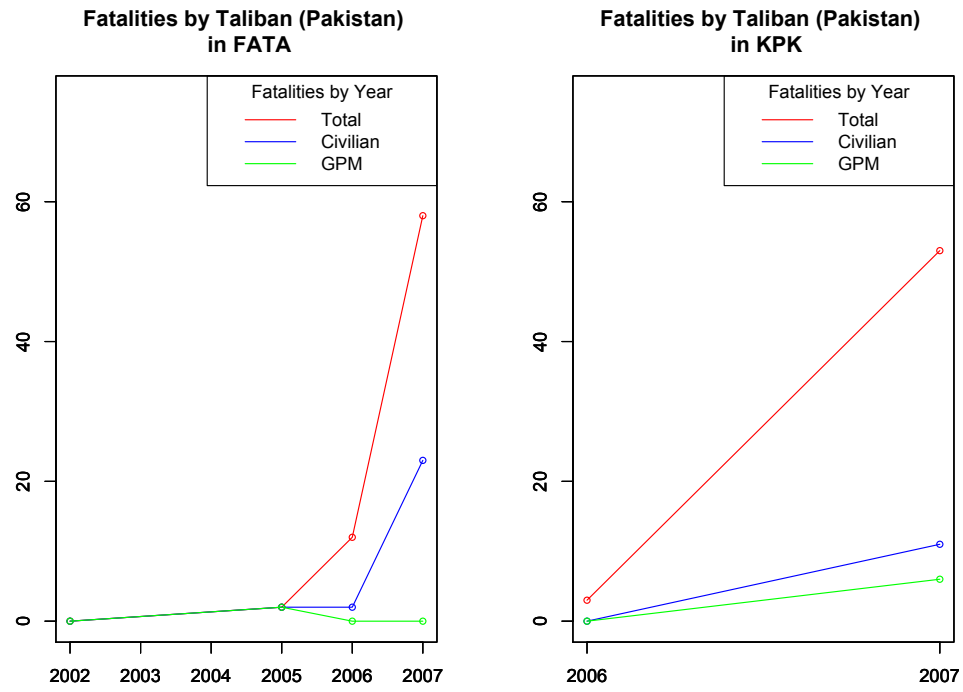 Fatalities by Taliban (Pakistan)
in FATA
Fatalities by Year
Total
Civilian
GPM
60
40
20
0
2002 2003 2004 2005 2006 2007
Fatalities by Taliban (Pakistan)
in KPK
Fatalities by Year
Total
Civilian
GPM
60
40
20
0
2006 2007